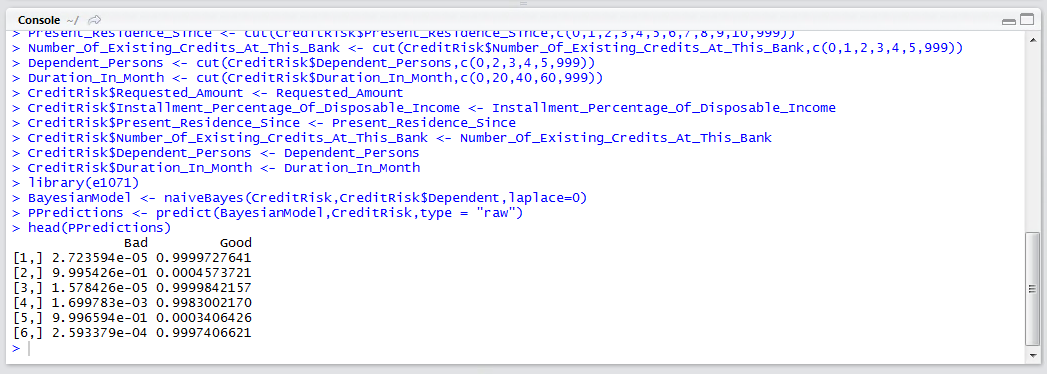 Console ~/
> Present_Residence_Since <- cut(CreditRisk$Present_Residence_Since,c(0,1,2,3,4,5,6,7,8,9,10,999))
> Number_Of_Existing_Credits_At_This_Bank <- cut(CreditRisk$Number_Of_Existing_Credits_At_This_Bank,c(0,1,2,3,4,5,999))
> Dependent_Persons <- cut(CreditRisk$Dependent_Persons,c(0,2,3,4,5,999))
> Duration_In_Month <- cut(CreditRisk$Duration_In_Month,c(0,20,40,60,999))
> CreditRisk$Requested_Amount <- Requested_Amount
> CreditRisk$Installment_Percentage_Of_Disposable_Income <- Installment_Percentage_Of_Disposable_Income
> CreditRisk$Present_Residence_Since <- Present_Residence_Since
> CreditRisk$Number_Of_Existing_Credits_At_This_Bank <- Number_Of_Existing_Credits_At_This_Bank
> CreditRisk$Dependent_Persons <- Dependent_Persons
> CreditRisk$Duration_In_Month <- Duration_In_Month
> library(e1071)
> BayesianModel <- naiveBayes(CreditRisk,CreditRisk$Dependent,laplace=0)
> PPredictions <- predict(BayesianModel,CreditRisk,type = "raw")
> head(PPredictions)
Bad Good
[1,] 2.723594e-05 0.9999727641
[2,] 9.995426e-01 0.0004573721
[3,] 1.578426e-05 0.9999842157
[4,] 1.699783e-03 0.9983002170
[5,] 9.996594e-01 0.0003406426
[6,] 2.593379e-04 0.9997406621
>